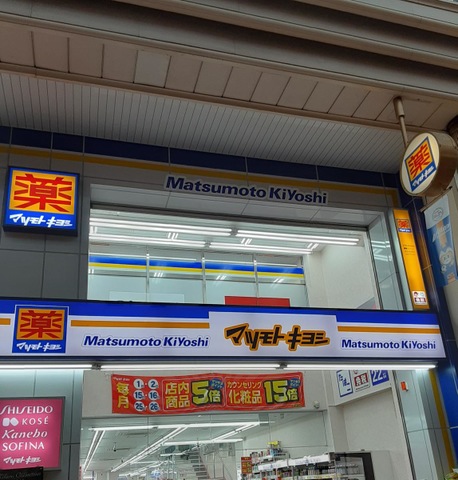 Matsumoto KiYoshi
薬
マツモトキヨシ
薬
薬
マツモトキヨシ
Matsumoto KiYoshi
マツモトキヨシ
Matsumoto KiYoshi
毎月
1・2
15・16
25・26
店内商品
5倍
カウンセリング
化粧品
15倍
SHISEIDO
KOSÉ
Kanebo
SOFINA
マツモトキヨシ